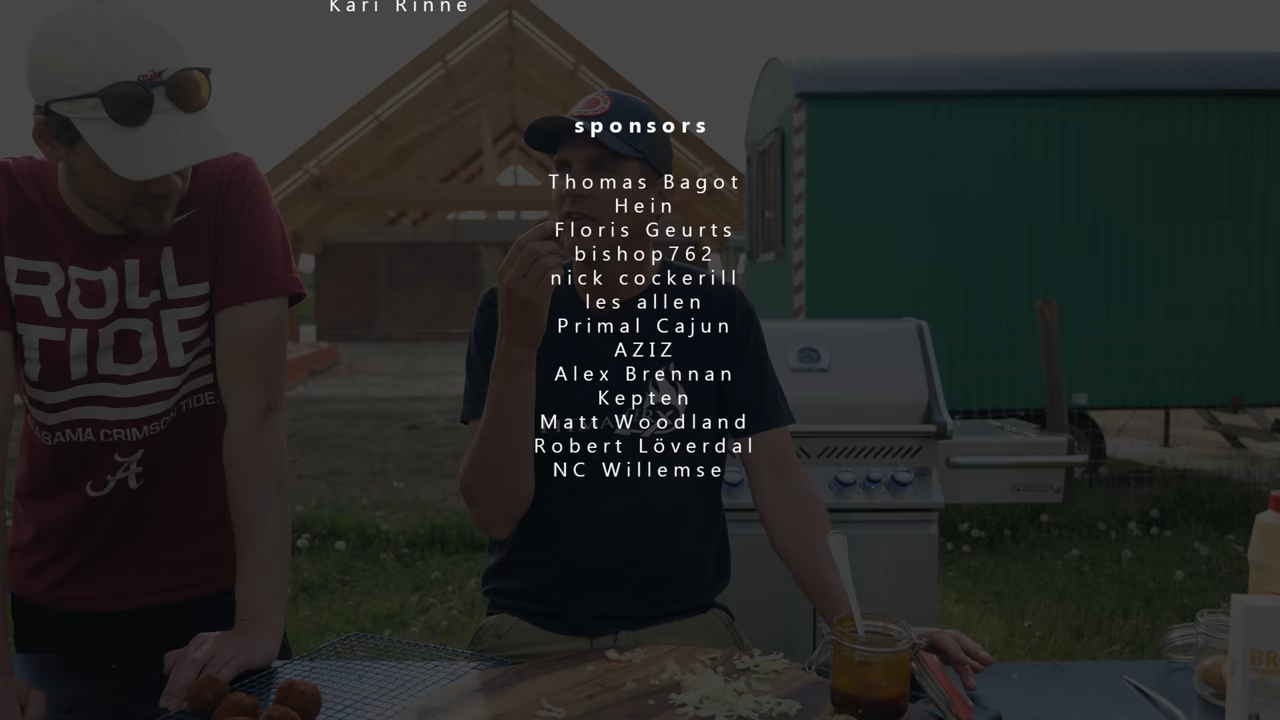 Kari Rinne
sponsors
Thomas Bagot
Hein
Floris Geurts
bishop762
nick cockerill
les allen
Primal Cajun
AZIZ
Alex Brennan
Kepten
Matt Woodland
Robert Löverdal
NC Willemse
ROLL
TIDE
ALABAMA CRIMSON TIDE
A